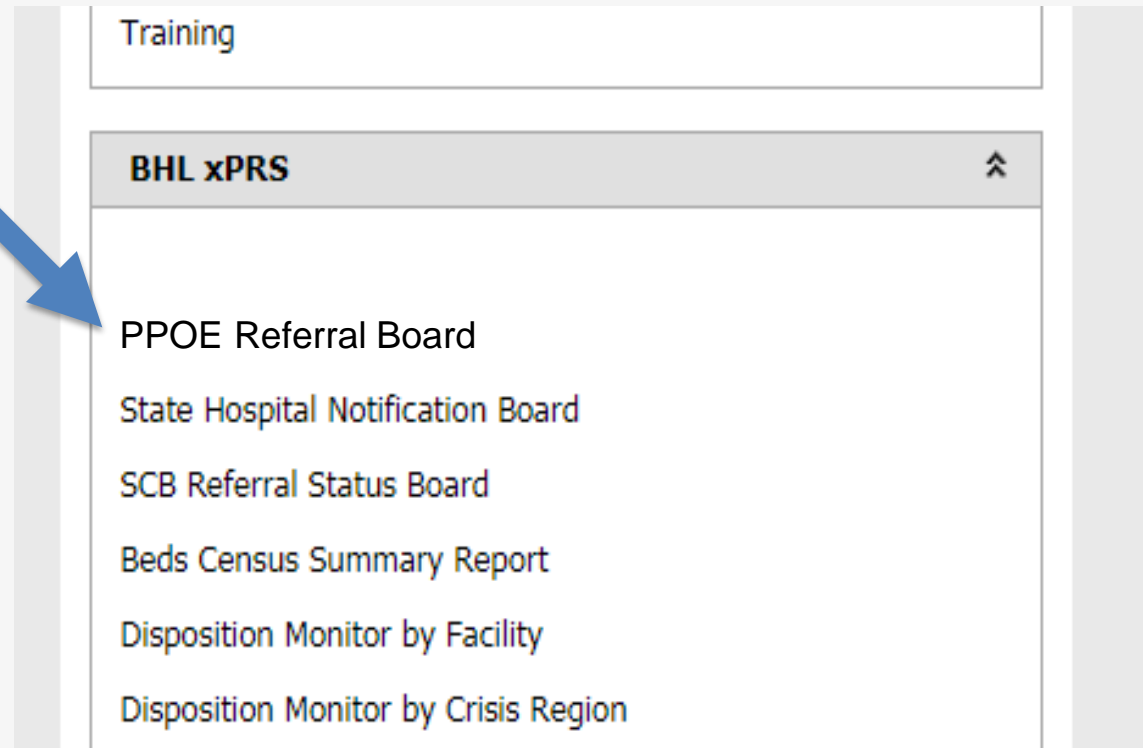 Training
BHL xPRS
PPOE Referral Board
State Hospital Notification Board
SCB Referral Status Board
Beds Census Summary Report
Disposition Monitor by Facility
Disposition Monitor by Crisis Region